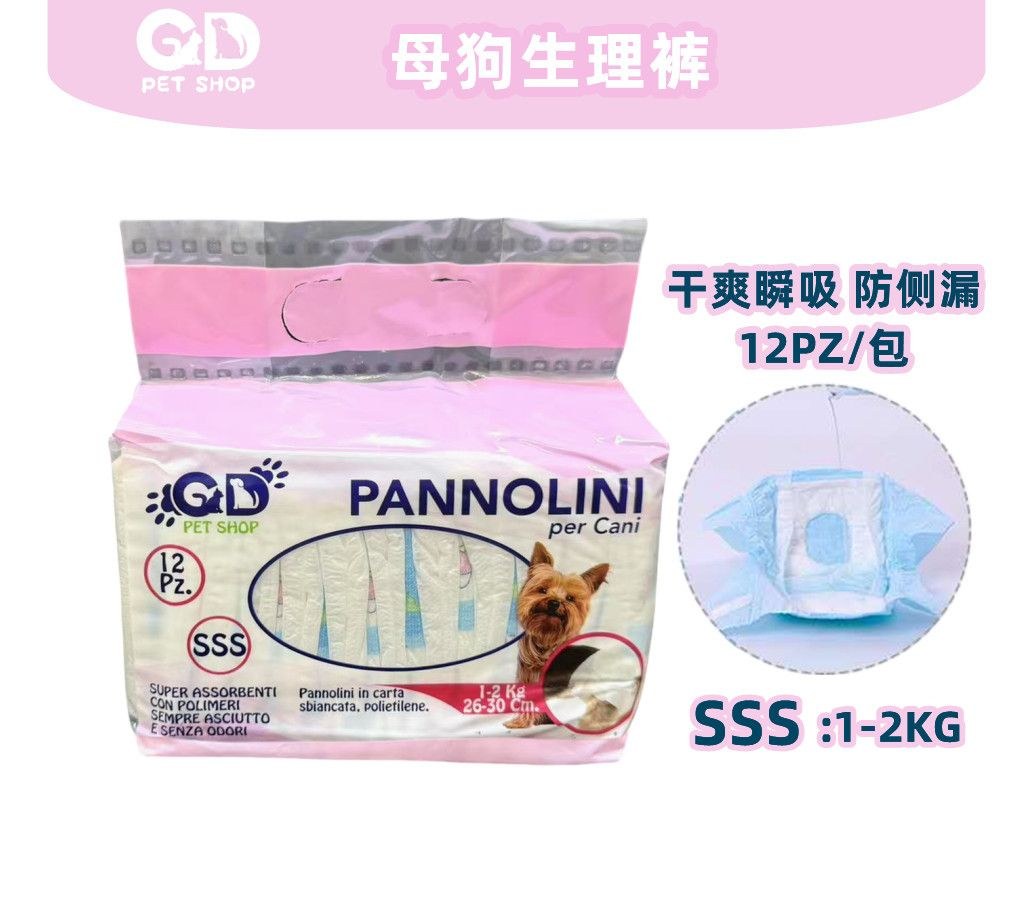 GD
PET SHOP
母狗生理裤
干爽瞬吸 防侧漏
12PZ/包
GD
PET SHOP
PANNOLINI
per Cani
12
Pz.
SSS
SUPER ASSORBENTI
CON POLIMERI
SEMPRE ASCIUTTO
E SENZA ODORI
Pannolini in carta
sbiancata, polietilene.
1-2 Kg
26-30 Cm.
SSS :1-2KG